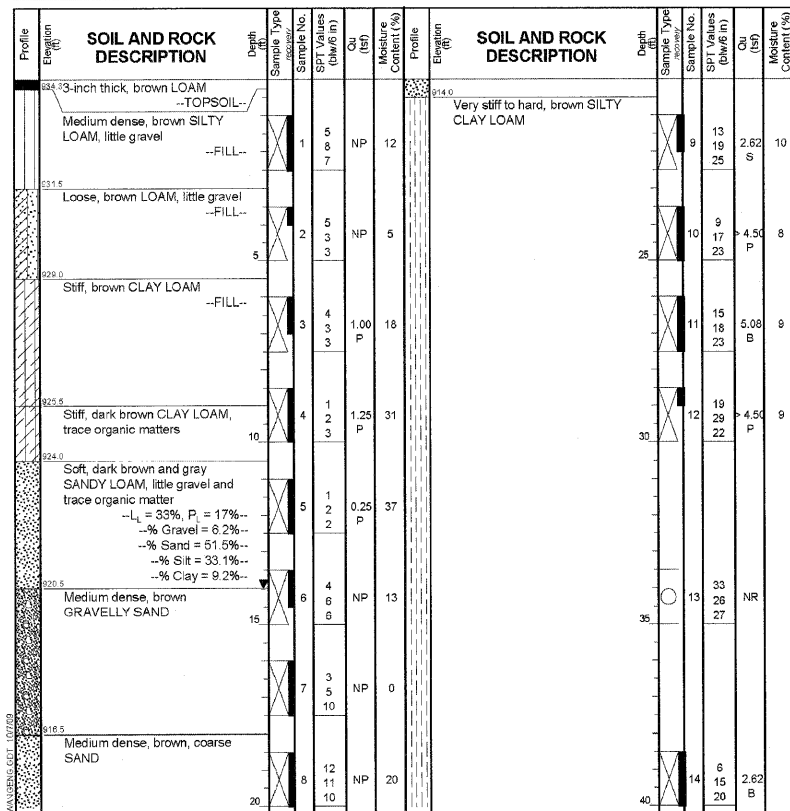 Profile
Elevation (ft)
SOIL AND ROCK
DESCRIPTION
Depth (ft)
Sample Type
recovery
Sample No.
SPT Values (blw/6 in)
Qu (tsf)
Moisture Content (%)
934.3 3-inch thick, brown LOAM
--TOPSOIL--
Medium dense, brown SILTY
LOAM, little gravel
--FILL--
1
5
8
7
NP
12
931.5
Loose, brown LOAM, little gravel
--FILL--
2
5
3
3
NP
5
5
929.0
Stiff, brown CLAY LOAM
--FILL--
3
4
3
3
1.00
P
18
925.5
Stiff, dark brown CLAY LOAM,
trace organic matters
10
4
1
2
3
1.25
P
31
924.0
Soft, dark brown and gray
SANDY LOAM, little gravel and
trace organic matter
--LL = 33%, PL = 17%--
--% Gravel = 6.2%--
--% Sand = 51.5%--
--% Silt = 33.1%--
--% Clay = 9.2%--
5
1
2
2
0.25
P
37
920.5
Medium dense, brown
GRAVELLY SAND
15
6
4
6
6
NP
13
7
3
5
10
NP
0
916.5
Medium dense, brown, coarse
SAND
20
8
12
11
10
NP
20
WANGENG.GDT 10/7/09
Profile
Elevation (ft)
SOIL AND ROCK
DESCRIPTION
Depth (ft)
Sample Type
recovery
Sample No.
SPT Values (blw/6 in)
Qu (tsf)
Moisture Content (%)
914.0
Very stiff to hard, brown SILTY
CLAY LOAM
9
13
19
25
2.62
S
10
25
10
9
17
23
> 4.50
P
8
11
15
18
23
5.08
B
9
30
12
19
29
22
> 4.50
P
9
35
13
33
26
27
NR
40
14
6
15
20
2.62
B